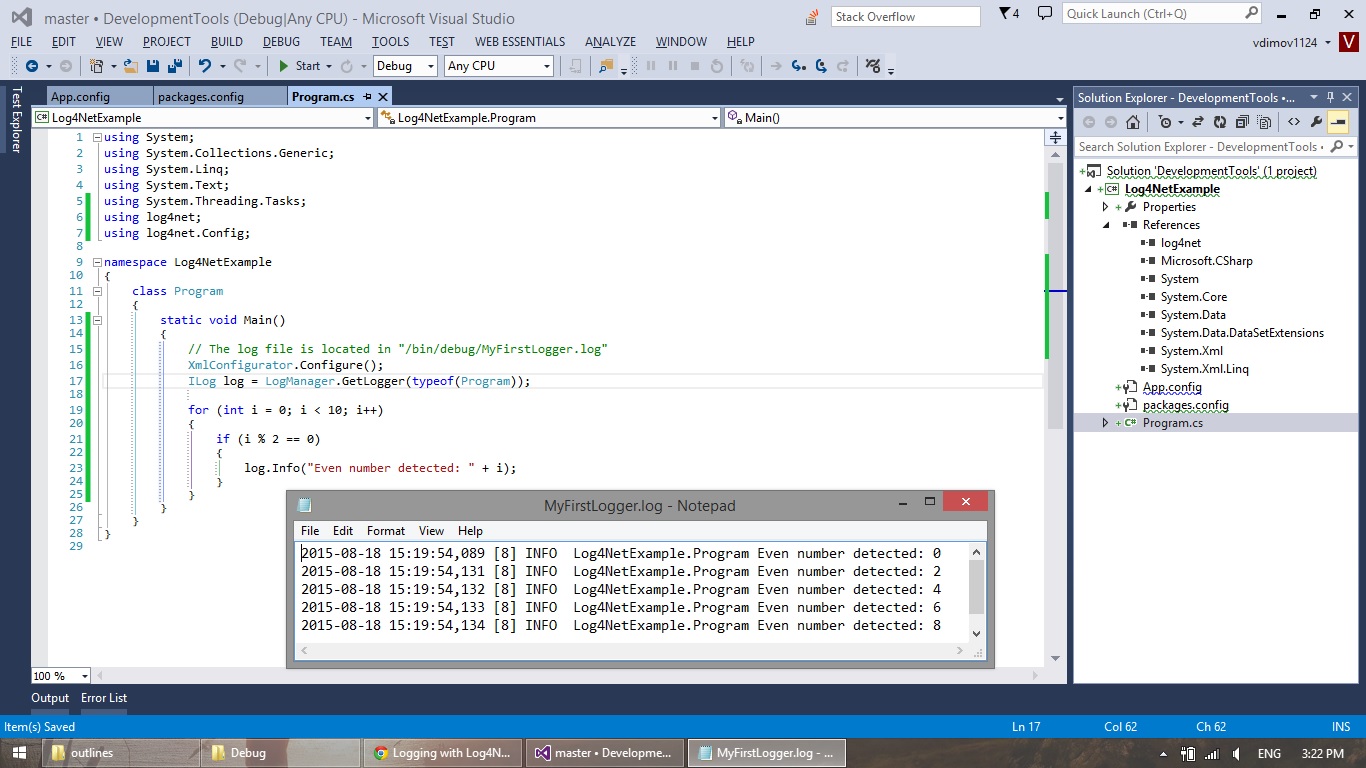 master • DevelopmentTools (Debug|Any CPU) - Microsoft Visual Studio
Stack Overflow
4
Quick Launch (Ctrl+Q)
FILE EDIT VIEW PROJECT BUILD DEBUG TEAM TOOLS TEST WEB ESSENTIALS ANALYZE WINDOW HELP
vdimov1124
V
Start
Debug
Any CPU
Test Explorer
App.config packages.config Program.cs
Log4NetExample
Log4NetExample.Program
Main()
1 using System;
2 using System.Collections.Generic;
3 using System.Linq;
4 using System.Text;
5 using System.Threading.Tasks;
6 using log4net;
7 using log4net.Config;
8
9 namespace Log4NetExample
10 {
11 class Program
12 {
13 static void Main()
14 {
15 // The log file is located in "/bin/debug/MyFirstLogger.log"
16 XmlConfigurator.Configure();
17 ILog log = LogManager.GetLogger(typeof(Program));
18
19 for (int i = 0; i < 10; i++)
20 {
21 if (i % 2 == 0)
22 {
23 log.Info("Even number detected: " + i);
24 }
25 }
26 }
27 }
28 }
29
MyFirstLogger.log - Notepad
File Edit Format View Help
2015-08-18 15:19:54,089 [8] INFO  Log4NetExample.Program Even number detected: 0
2015-08-18 15:19:54,131 [8] INFO  Log4NetExample.Program Even number detected: 2
2015-08-18 15:19:54,132 [8] INFO  Log4NetExample.Program Even number detected: 4
2015-08-18 15:19:54,133 [8] INFO  Log4NetExample.Program Even number detected: 6
2015-08-18 15:19:54,134 [8] INFO  Log4NetExample.Program Even number detected: 8
Solution Explorer - DevelopmentTools •...
Search Solution Explorer - DevelopmentTools •
Solution 'DevelopmentTools' (1 project)
C# Log4NetExample
Properties
References
log4net
Microsoft.CSharp
System
System.Core
System.Data
System.Data.DataSetExtensions
System.Xml
System.Xml.Linq
App.config
packages.config
C# Program.cs
100 %
Output Error List
Item(s) Saved
Ln 17 Col 62 Ch 62 INS
outlines
Debug
Logging with Log4N...
master • Developme...
MyFirstLogger.log - ...
ENG
3:22 PM